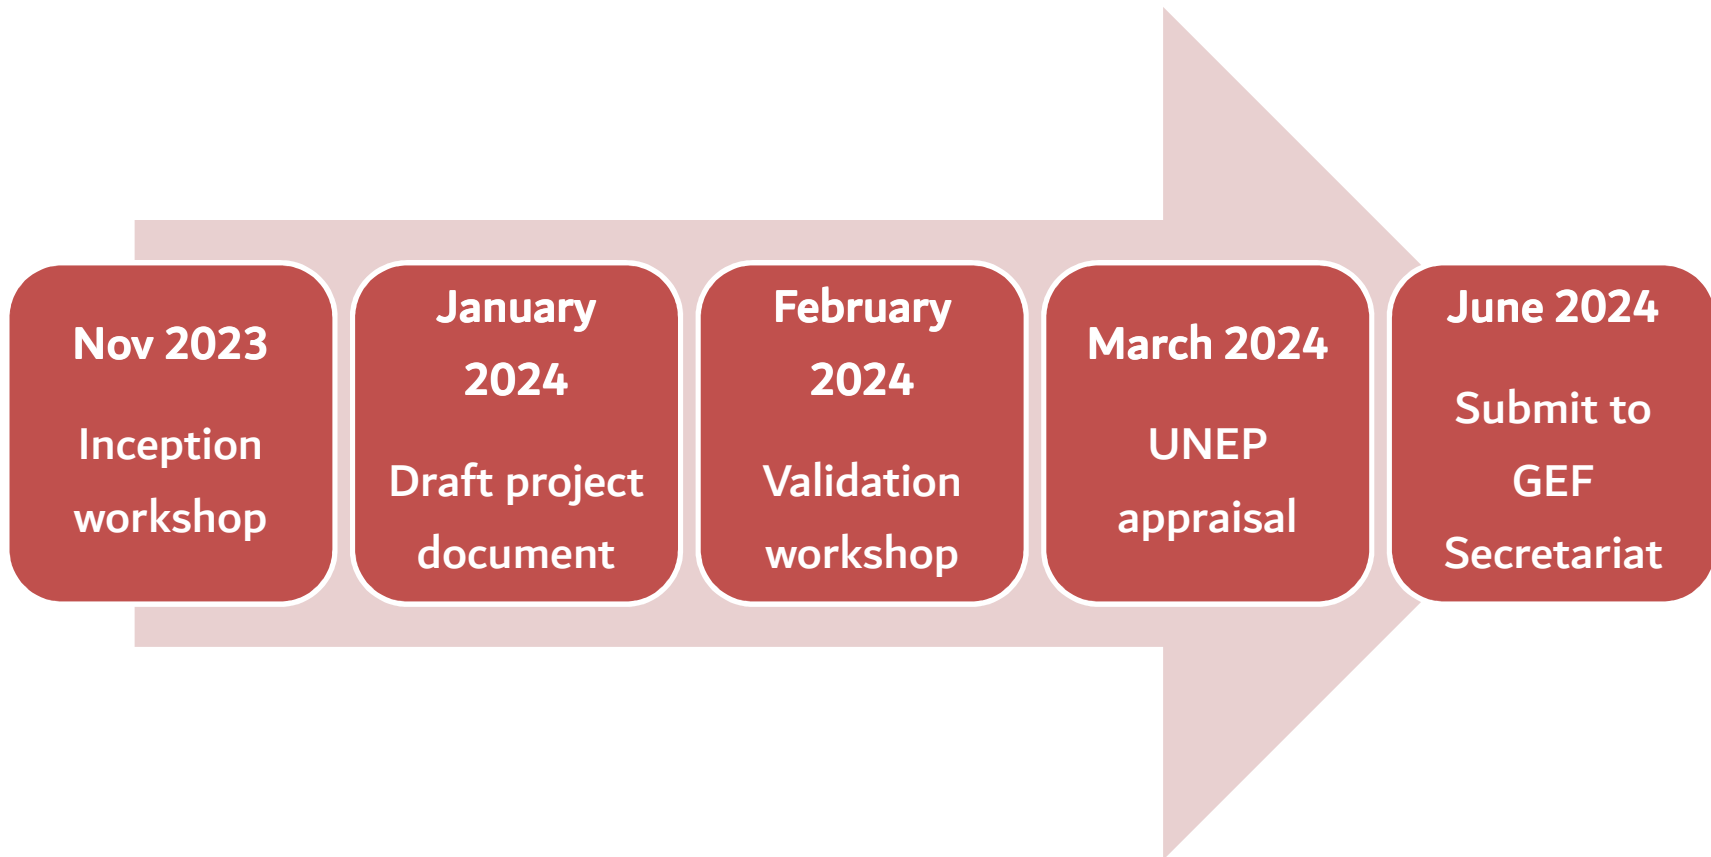 Nov 2023
Inception
workshop
January
2024
Draft project
document
February
2024
Validation
workshop
March 2024
UNEP
appraisal
June 2024
Submit to
GEF
Secretariat